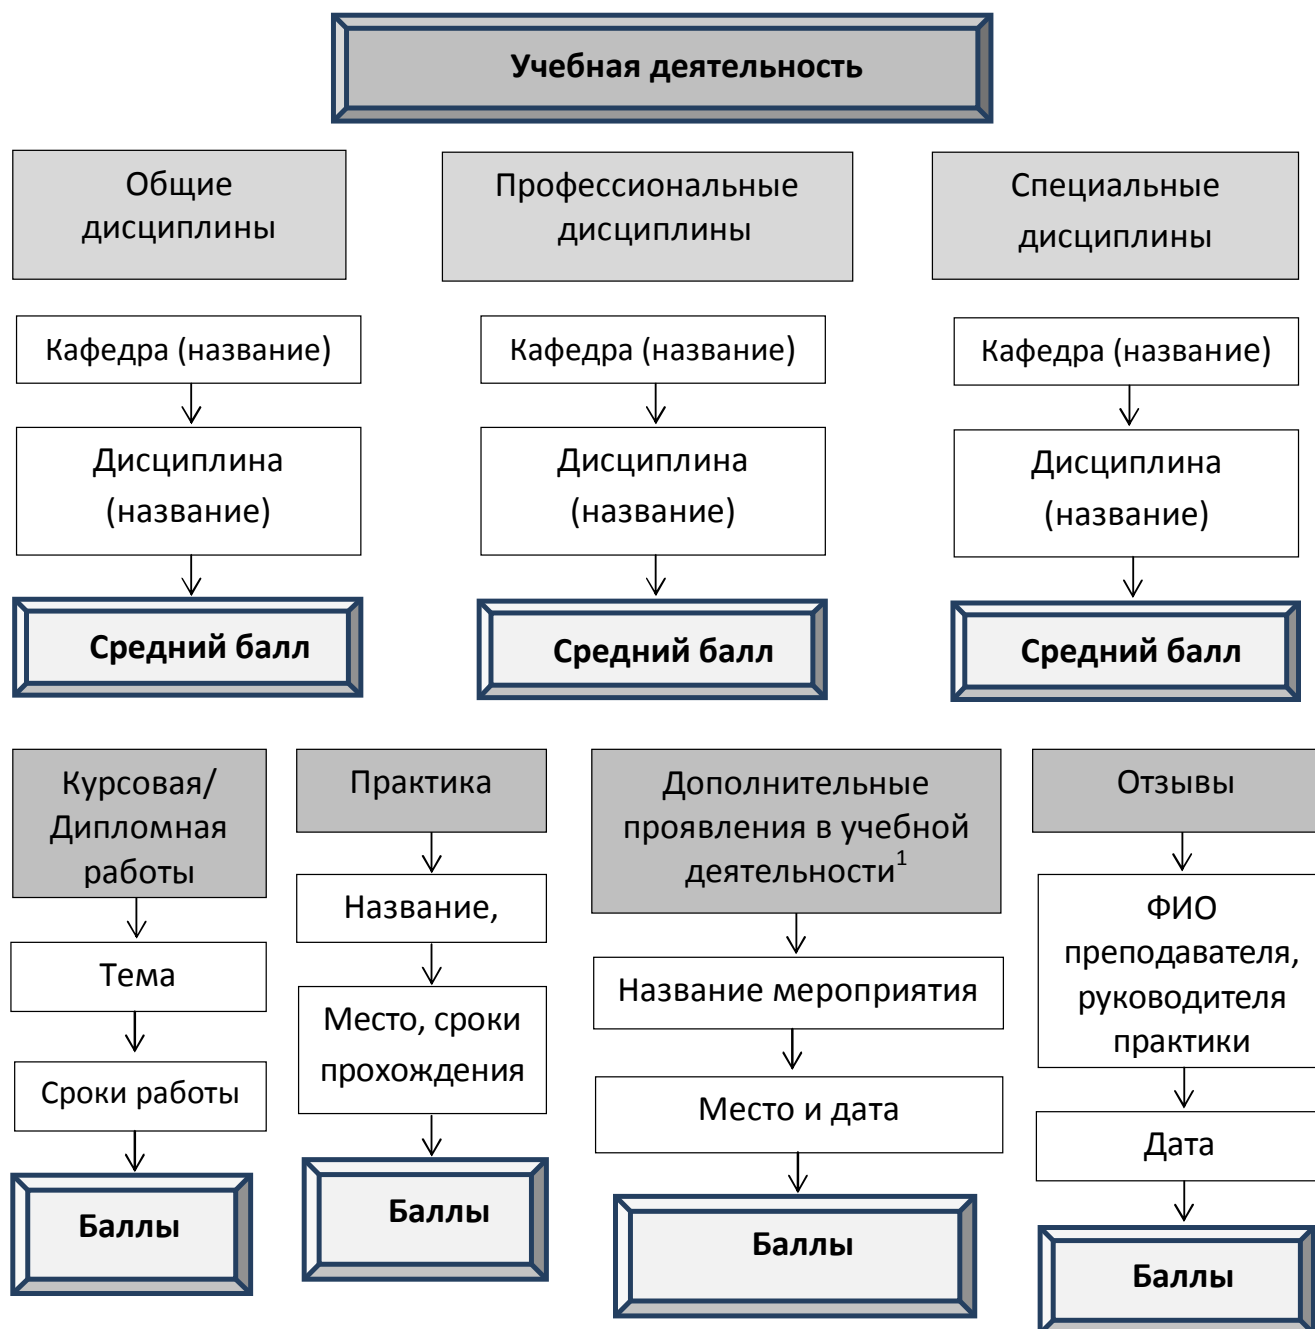 Учебная деятельность
Общие
дисциплины
Профессиональные
дисциплины
Специальные
дисциплины
Кафедра (название)
Кафедра (название)
Кафедра (название)
Дисциплина
(название)
Дисциплина
(название)
Дисциплина
(название)
Средний балл
Средний балл
Средний балл
Курсовая/
Дипломная
работы
Практика
Дополнительные
проявления в учебной
деятельности¹
Отзывы
Тема
Название,
Название мероприятия
ФИО
преподавателя,
руководителя
практики
Сроки работы
Место, сроки
прохождения
Место и дата
Дата
Баллы
Баллы
Баллы
Баллы